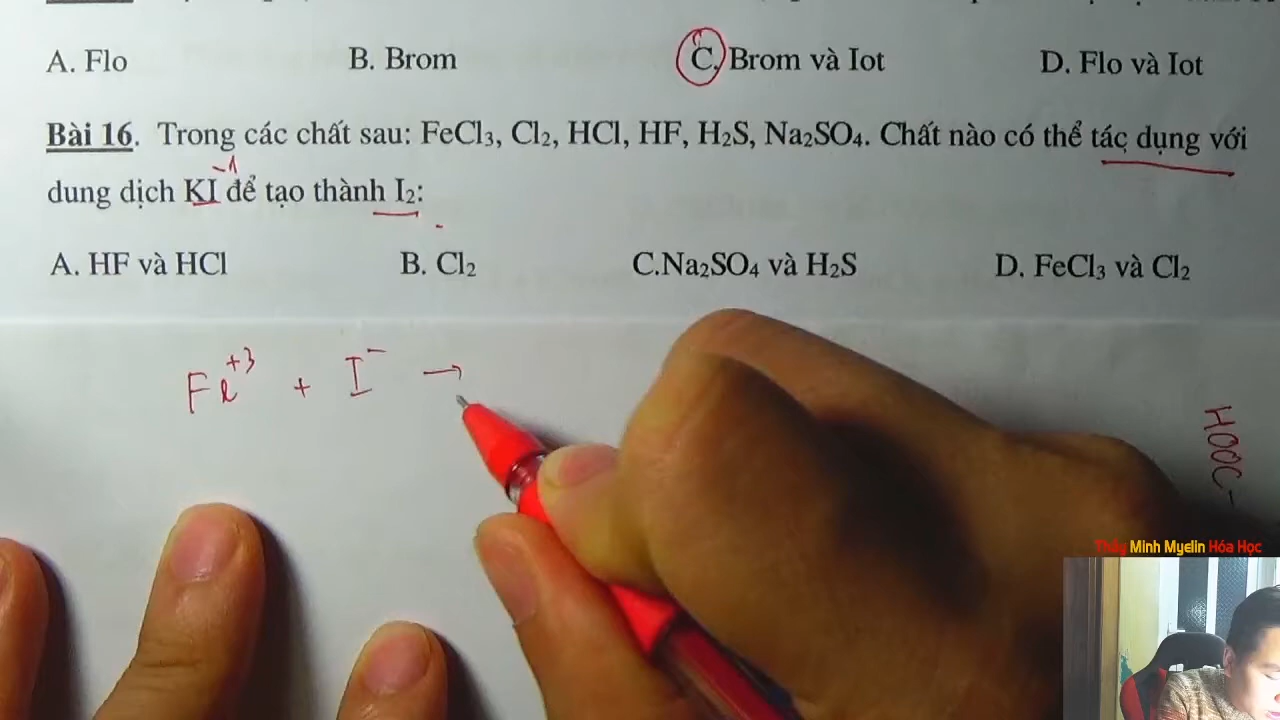 A. Flo B. Brom C. Brom và Iot D. Flo và Iot
Bài 16. Trong các chất sau: FeCl₃, Cl₂, HCl, HF, H₂S, Na₂SO₄. Chất nào có thể tác dụng với
-1
dung dịch KI để tạo thành I₂:
A. HF và HCl B. Cl₂ C.Na₂SO₄ và H₂S D. FeCl₃ và Cl₂
Fe⁺³ + I⁻ →
HOOC-
Thầy Minh Myelin Hóa Học